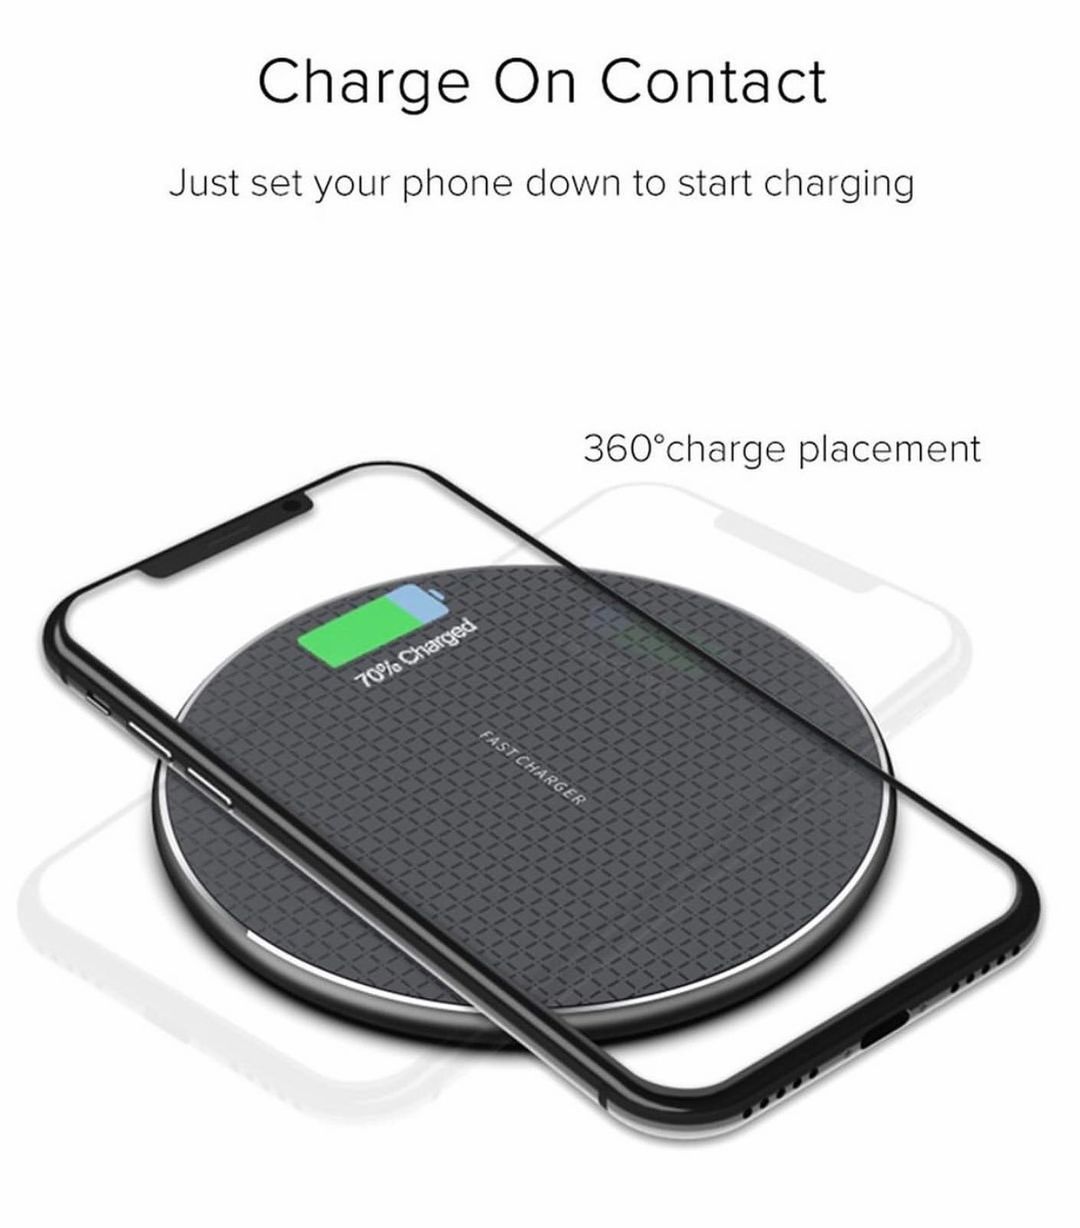 Charge On Contact
Just set your phone down to start charging
360°charge placement
70% Charged
FAST CHARGER